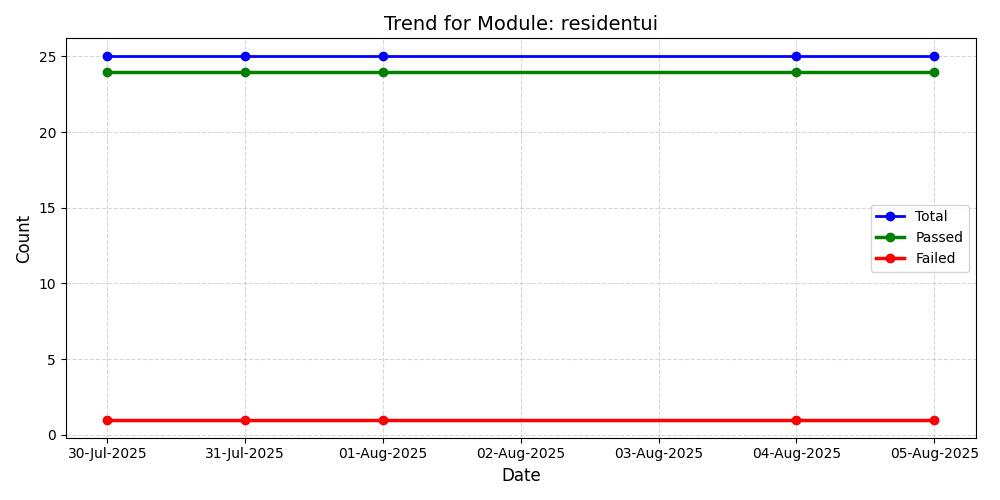 Trend for Module: residentui
Count
25
20
15
10
5
0
Total
Passed
Failed
30-Jul-2025 31-Jul-2025 01-Aug-2025 02-Aug-2025 03-Aug-2025 04-Aug-2025 05-Aug-2025
Date